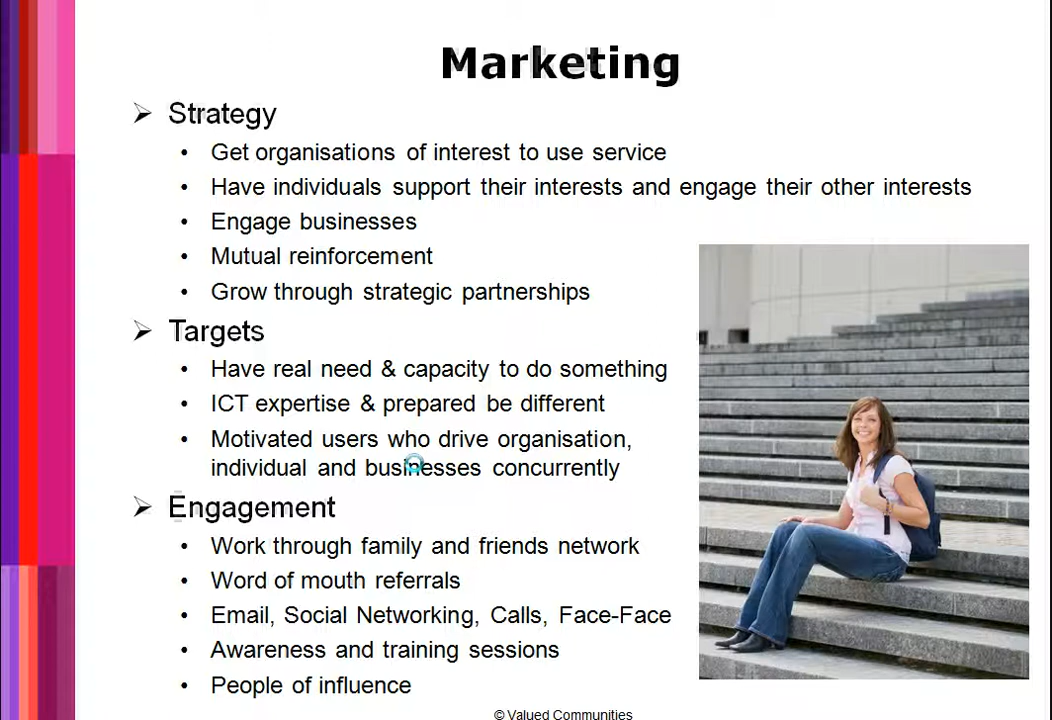 Marketing
Strategy
• Get organisations of interest to use service
• Have individuals support their interests and engage their other interests
• Engage businesses
• Mutual reinforcement
• Grow through strategic partnerships
Targets
• Have real need & capacity to do something
• ICT expertise & prepared be different
• Motivated users who drive organisation,
individual and businesses concurrently
Engagement
• Work through family and friends network
• Word of mouth referrals
• Email, Social Networking, Calls, Face-Face
• Awareness and training sessions
• People of influence
© Valued Communities